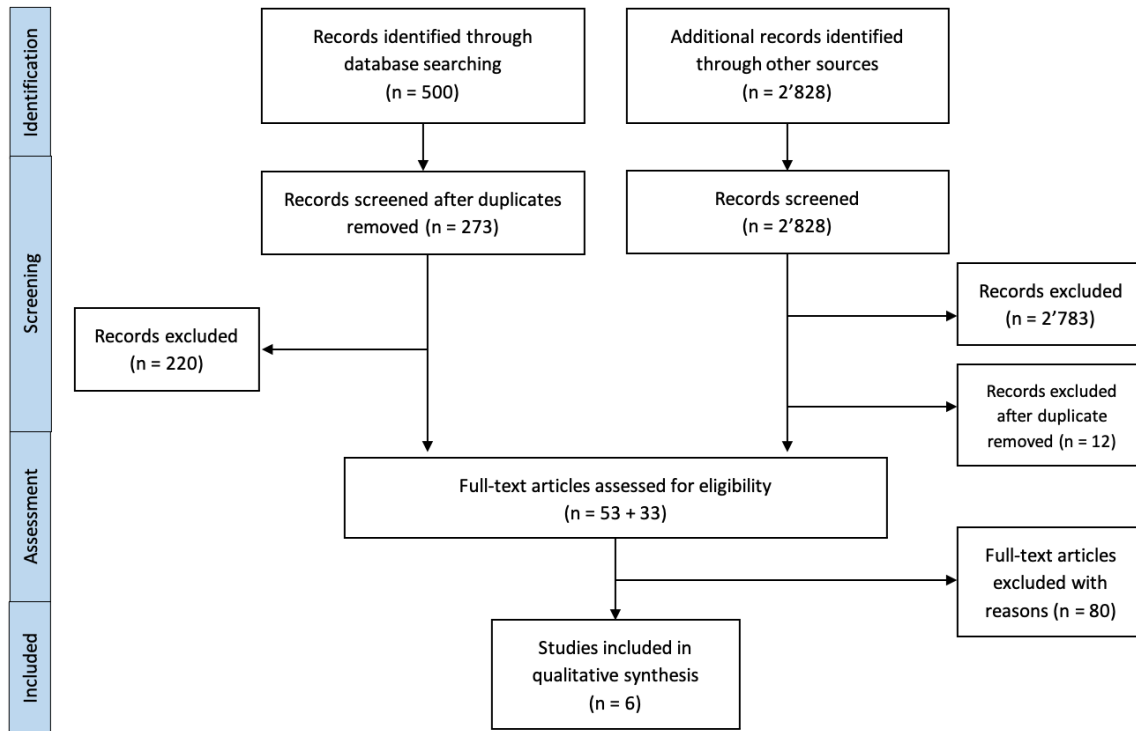 Identification
Records identified through
database searching
(n = 500)
Additional records identified
through other sources
(n = 2’828)
Screening
Records screened after duplicates
removed (n = 273)
Records screened
(n = 2’828)
Records excluded
(n = 2’783)
Records excluded
(n = 220)
Records excluded
after duplicate
removed (n = 12)
Assessment
Full-text articles assessed for eligibility
(n = 53 + 33)
Full-text articles
excluded with
reasons (n = 80)
Included
Studies included in
qualitative synthesis
(n = 6)